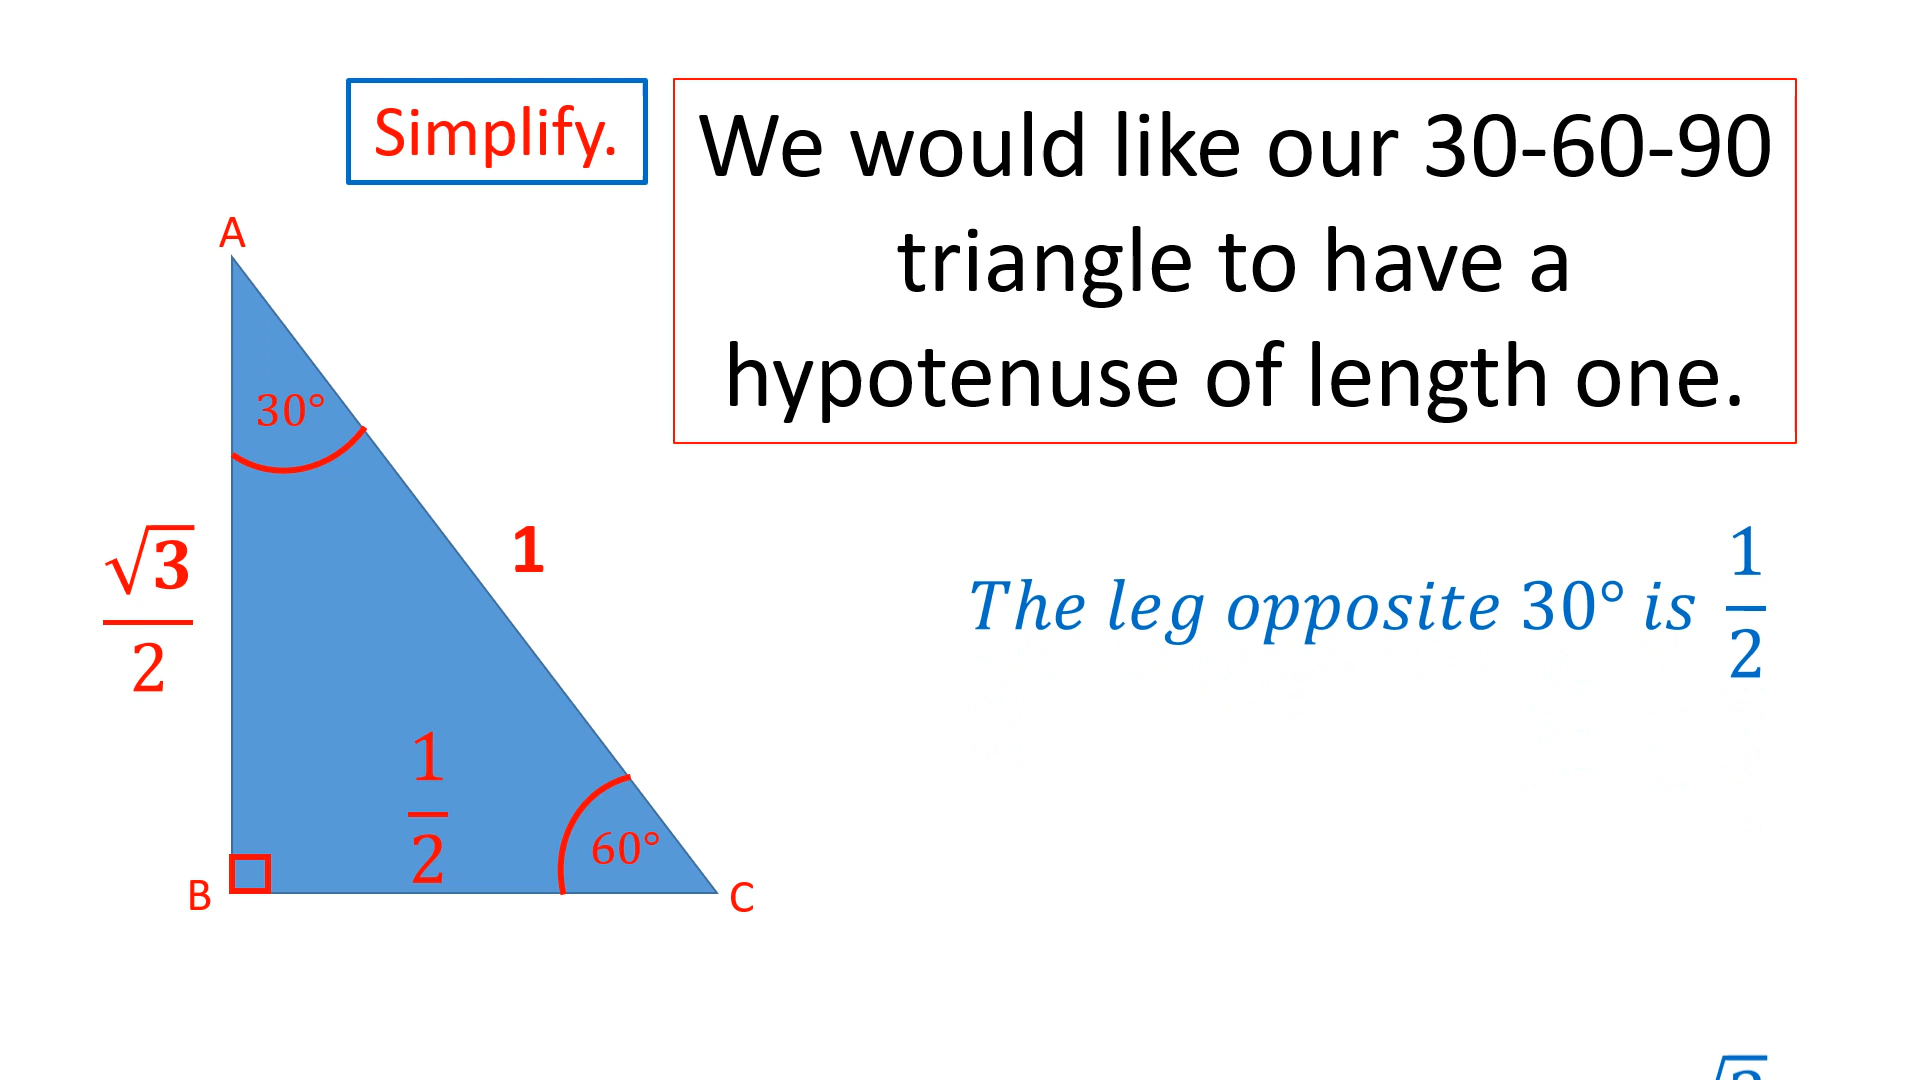 Simplify.
We would like our 30-60-90
triangle to have a
hypotenuse of length one.
A
30°
√3/2
1
The leg opposite 30° is 1/2
1/2
60°
B
C